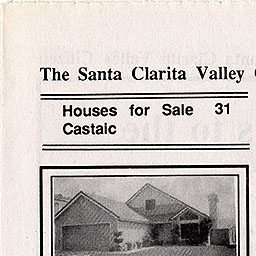 The Santa Clarita Valley
Houses for Sale 31
Castaic